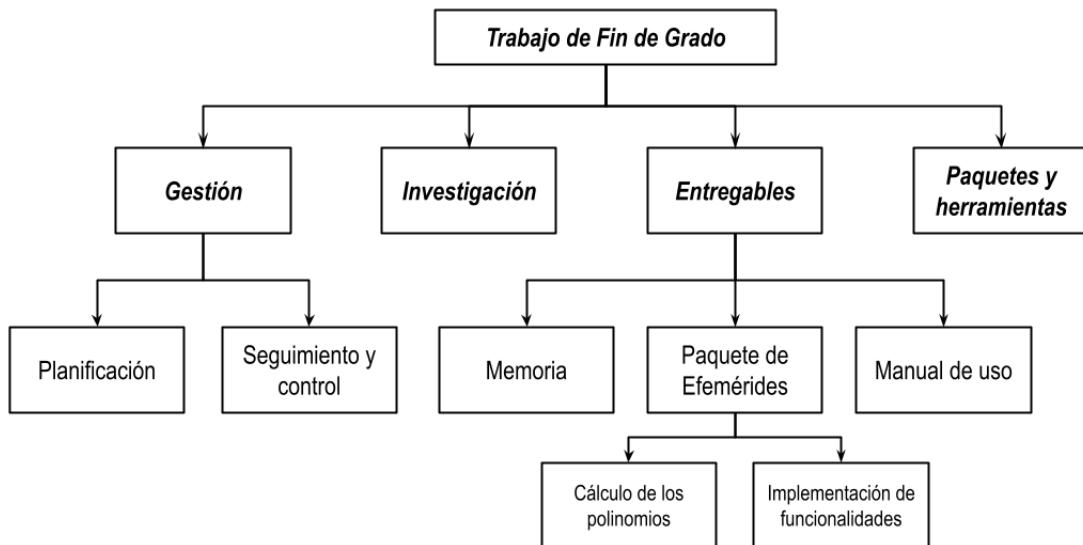 Trabajo de Fin de Grado
Gestión
Investigación
Entregables
Paquetes y
herramientas
Planificación
Seguimiento y
control
Memoria
Paquete de
Efemérides
Manual de uso
Cálculo de los
polinomios
Implementación de
funcionalidades